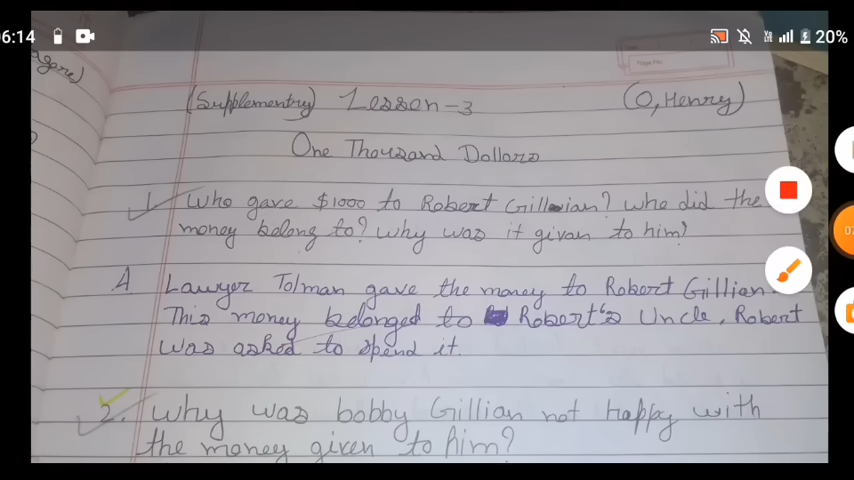 06:14 20%
agere)
(Supplementry) Lesson-3 (O, Henry)
One Thousand Dollars
1. Who gave $1000 to Robert Gillian? who did the
money belong to? Why was it givan to him?
A Lawyer Tolman gave the money to Robert Gillian.
This money belonged to Robert's Uncle. Robert
was asked to spend it.
2. Why was bobby Gillian not happy with
the money given to him?